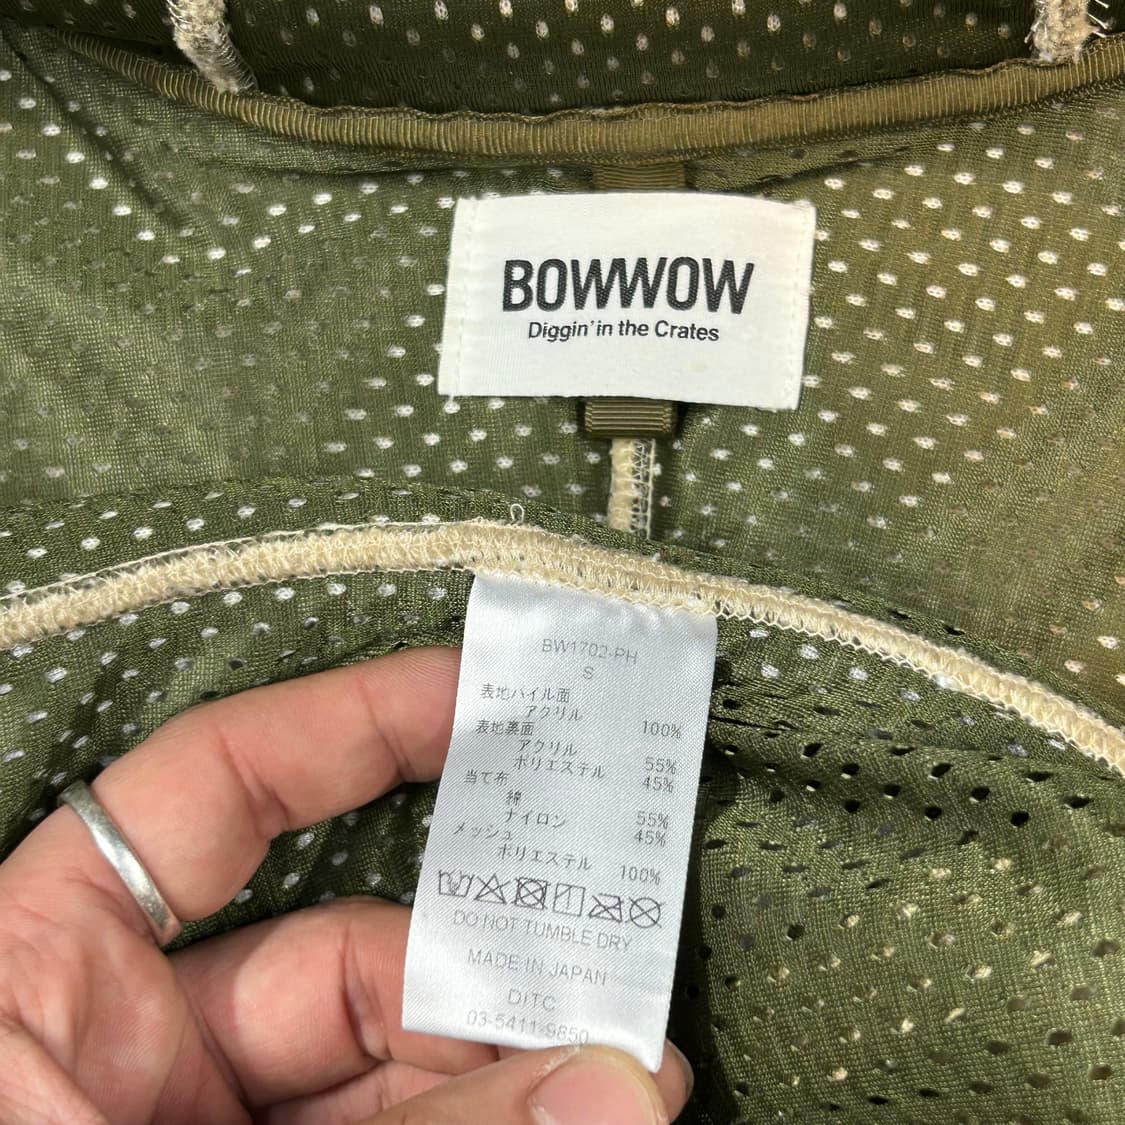 BOWWOW
Diggin' in the Crates
BW1702-PH
S
表地パイル面
アクリル 100%
表地裏面
アクリル 55%
ポリエステル 45%
当て布
綿 55%
ナイロン 45%
メッシュ
ポリエステル 100%
DO NOT TUMBLE DRY
MADE IN JAPAN
DITC
03-5411-9850